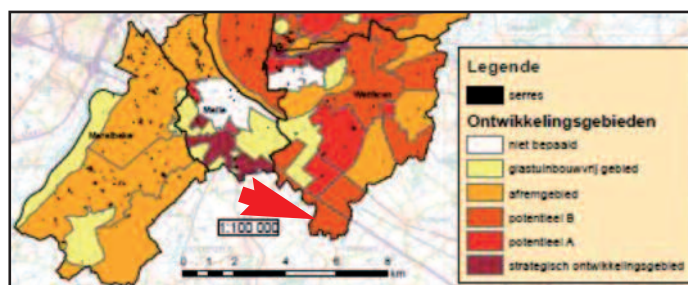 Merelbeke
Melle
Wetteren
1:100 000
0 1 2 4 6 8
km
Legende
serres
Ontwikkelingsgebieden
niet bepaald
glastuinbouwvrij gebied
afremgebied
potentieel B
potentieel A
strategisch ontwikkelingsgebied